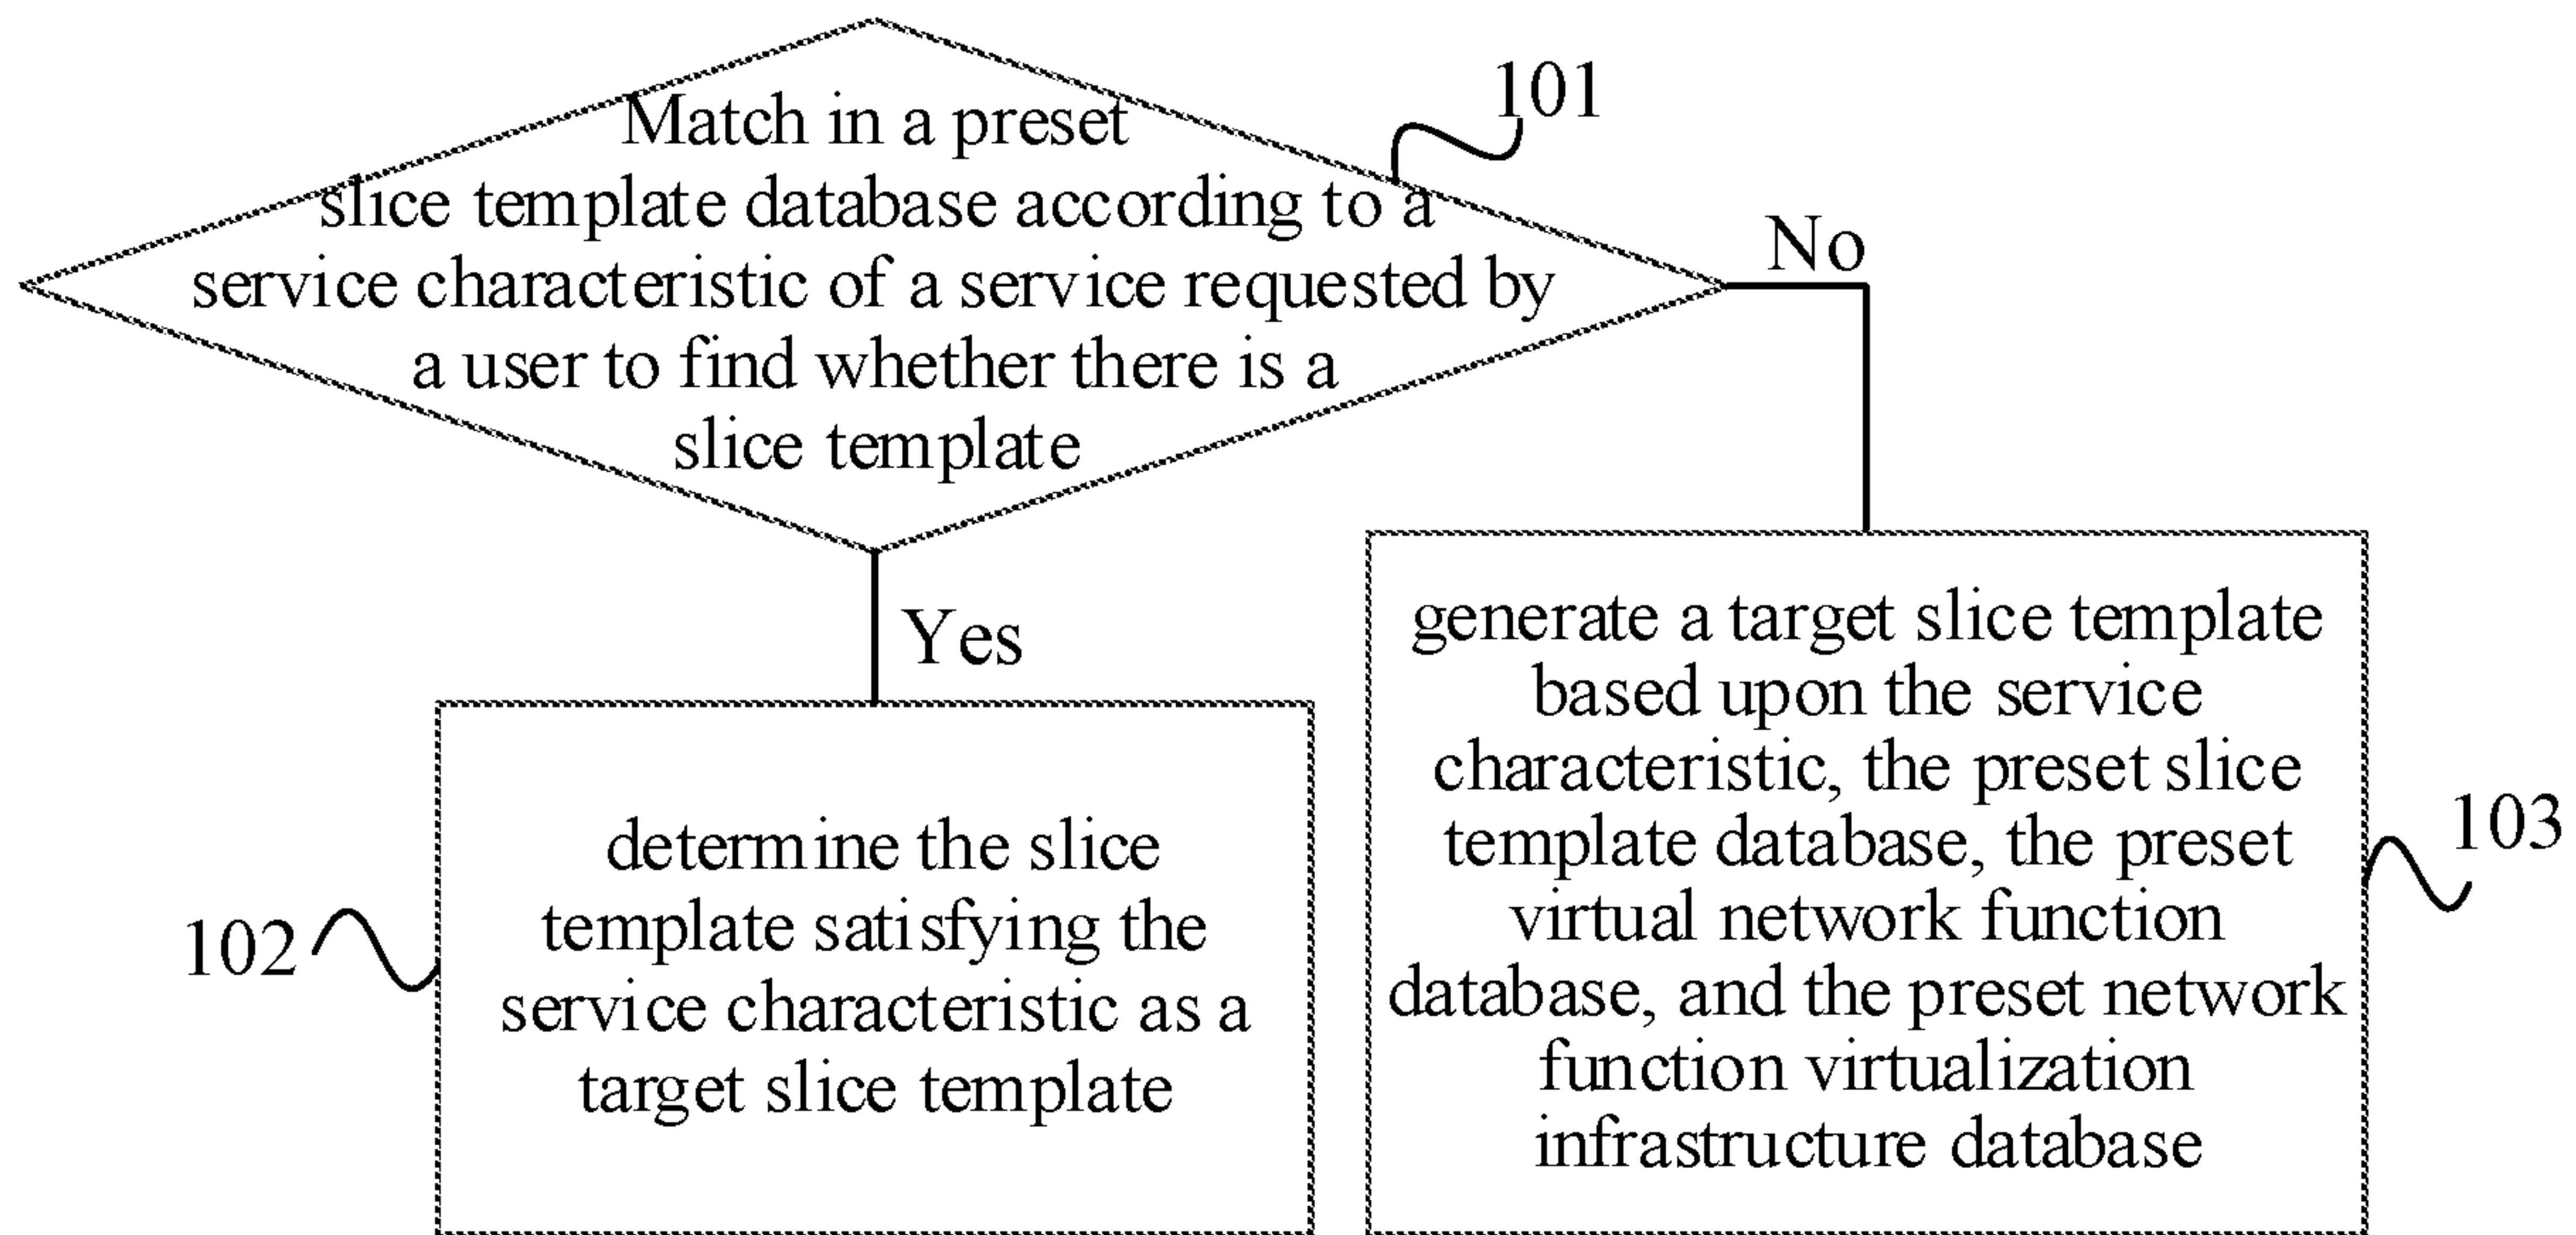 101
Match in a preset
slice template database according to a
service characteristic of a service requested by
a user to find whether there is a
slice template
No
Yes
102
determine the slice
template satisfying the
service characteristic as a
target slice template
generate a target slice template
based upon the service
characteristic, the preset slice
template database, the preset
virtual network function
database, and the preset network
function virtualization
infrastructure database
103